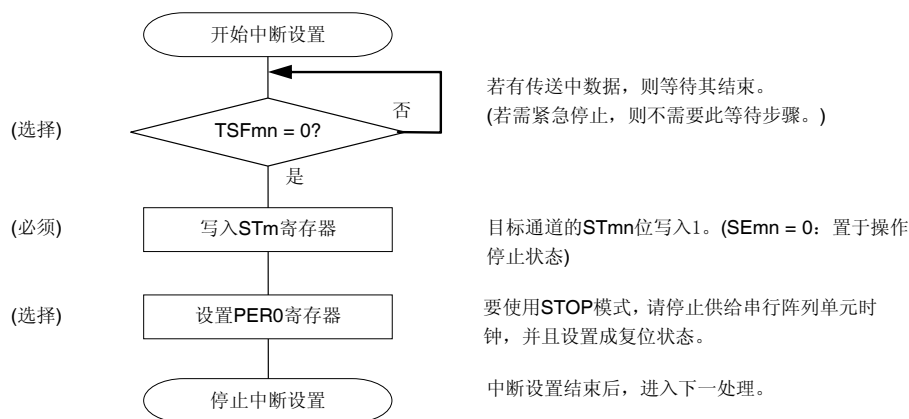 开始中断设置
若有传送中数据，则等待其结束。
否
(选择)
TSFmn = 0?
(若需紧急停止，则不需要此等待步骤。)
是
(必须)
写入STm寄存器
目标通道的STmn位写入1。(SEmn = 0：置于操作
停止状态)
(选择)
设置PER0寄存器
要使用STOP模式，请停止供给串行阵列单元时
钟，并且设置成复位状态。
停止中断设置
中断设置结束后，进入下一处理。